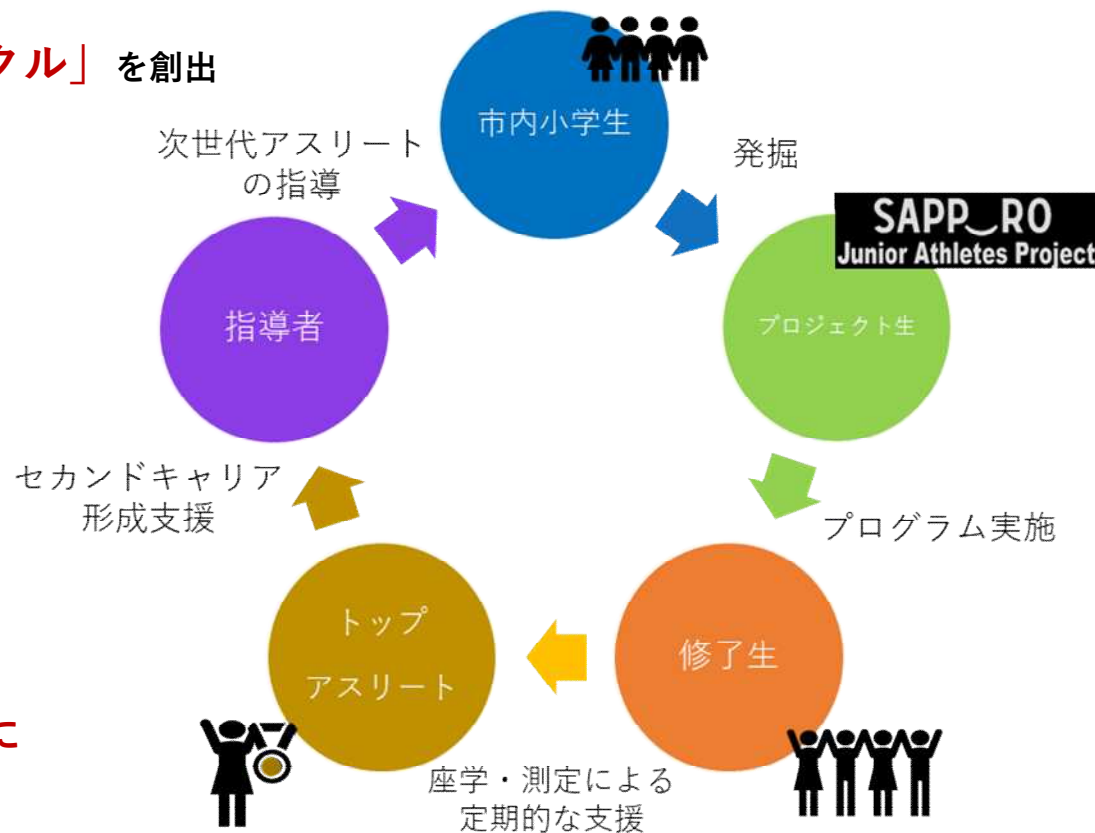 クル」を創出
市内小学生
発掘
SAPP_RO
Junior Athletes Project
プロジェクト生
プログラム実施
修了生
座学・測定による
定期的な支援
トップ
アスリート
セカンドキャリア
形成支援
指導者
次世代アスリート
の指導
に